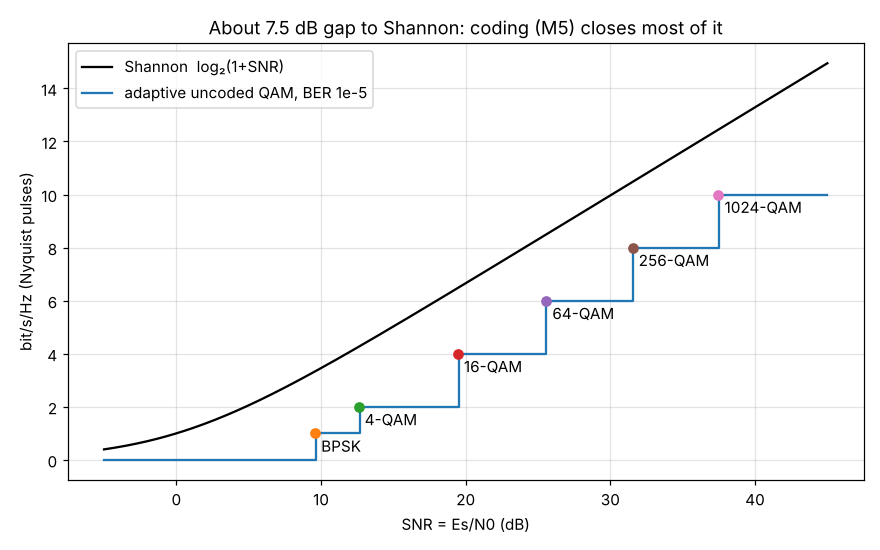 About 7.5 dB gap to Shannon: coding (M5) closes most of it
Shannon  log₂(1+SNR)
adaptive uncoded QAM, BER 1e-5
bit/s/Hz (Nyquist pulses)
14
12
10
8
6
4
2
0
1024-QAM
256-QAM
64-QAM
16-QAM
4-QAM
BPSK
0
10
20
30
40
SNR = Es/N0 (dB)